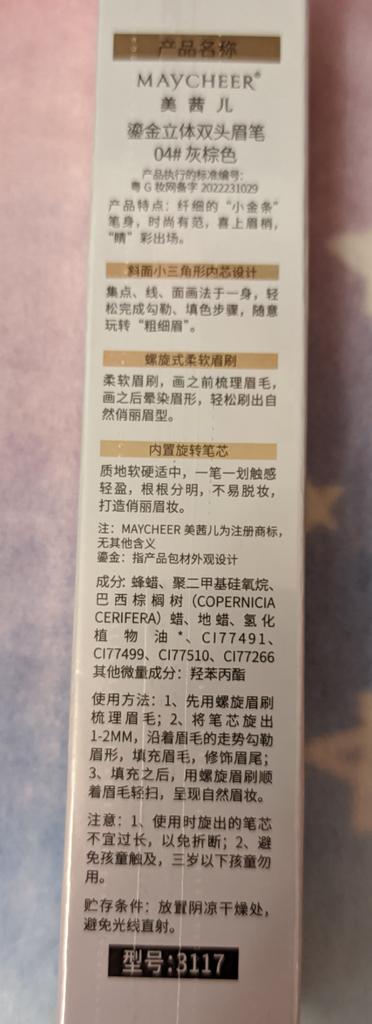 产品名称
MAYCHEER®
美茜儿
鎏金立体双头眉笔
04#灰棕色
产品执行的标准编号:
粤G妆网备字2022231029
产品特点：纤细的“小金条”
笔身，时尚有范，喜上眉梢，
“睛”彩出场。
斜面小三角形内芯设计
集点、线、面画法于一身，轻
松完成勾勒、填色步骤，随意
玩转“粗细眉”。
螺旋式柔软眉刷
柔软眉刷，画之前梳理眉毛，
画之后晕染眉形，轻松刷出自
然俏丽眉型。
内置旋转笔芯
质地软硬适中，一笔一划触感
轻盈，根根分明，不易脱妆，
打造俏丽眉妆。
注：MAYCHEER 美茜儿为注册商标，
无其他含义
鎏金：指产品包材外观设计
成分: 蜂蜡、聚二甲基硅氧烷、
巴西棕榈树（COPERNICIA
CERIFERA）蜡、地蜡、氢化
植物油*、CI77491、
CI77499、CI77510、CI77266
其他微量成分：羟苯丙酯
使用方法：1、先用螺旋眉刷
梳理眉毛；2、将笔芯旋出
1-2MM，沿着眉毛的走势勾勒
眉形，填充眉毛，修饰眉尾；
3、填充之后，用螺旋眉刷顺
着眉毛轻扫，呈现自然眉妆。
注意：1、使用时旋出的笔芯
不宜过长，以免折断；2、避
免孩童触及，三岁以下孩童勿
用。
贮存条件：放置阴凉干燥处，
避免光线直射。
型号:3117